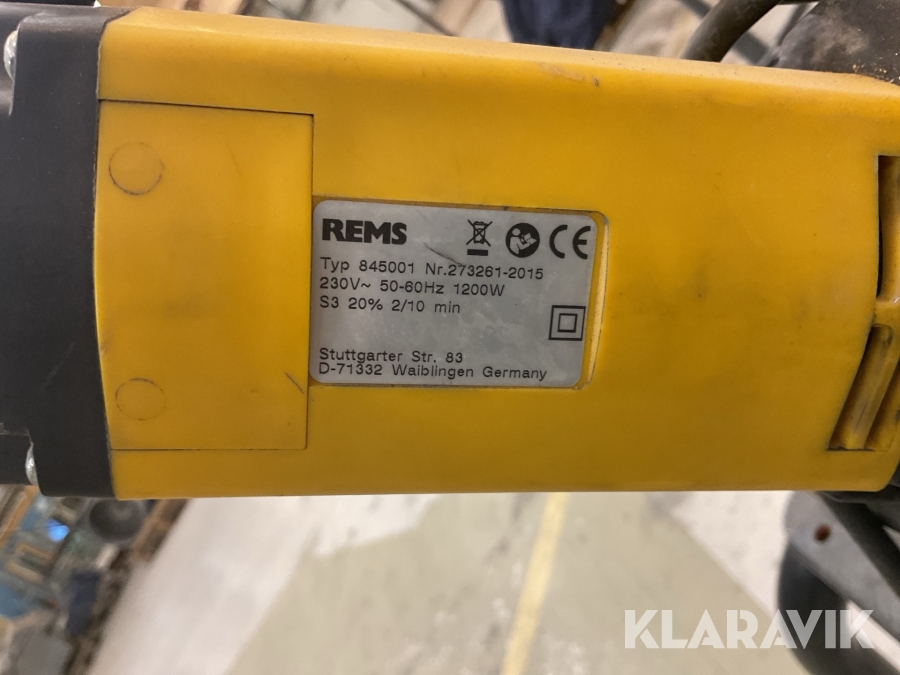 REMS
CE
Typ 845001 Nr.273261-2015
230V~ 50-60Hz 1200W
S3 20% 2/10 min
Stuttgarter Str. 83
D-71332 Waiblingen Germany
KLARAVIK